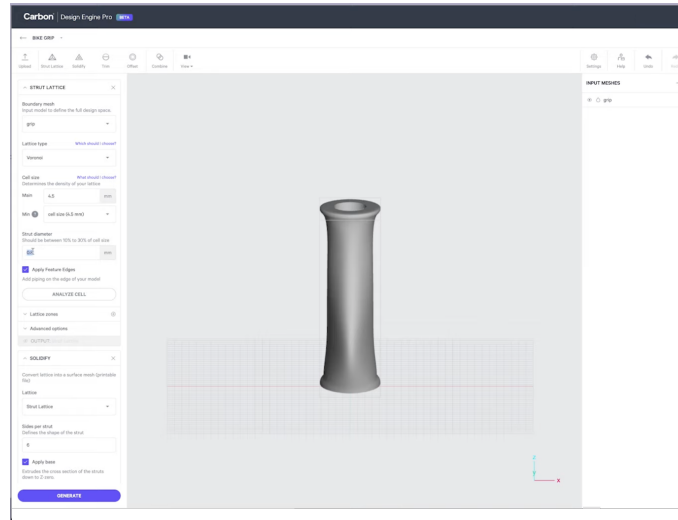 Carbon Design Engine Pro BETA
← BIKE GRIP
Upload Strut Lattice Solidify Trim Offset Combine View Settings Help Undo
STRUT LATTICE
Boundary mesh
Input model to define the full design space.
grip
Lattice type Which should I choose?
Voronoi
Cell size What should I choose?
Determines the density of your lattice
Main 4.0 mm
Min ? cell size (4.0 mm)
Strut diameter
Should be between 10% to 30% of cell size
mm
Apply Feature Edges
Add piping on the edge of your model
ANALYZE CELL
Lattice zones
Advanced options
OUTPUT
SOLIDIFY
Convert lattice into a surface mesh (printable
file)
Lattice
Strut Lattice
Sides per strut
Defines the shape of the strut
8
Apply base
Extrudes the cross section of the struts
down to Z-zero.
GENERATE
INPUT MESHES
grip
Z
X